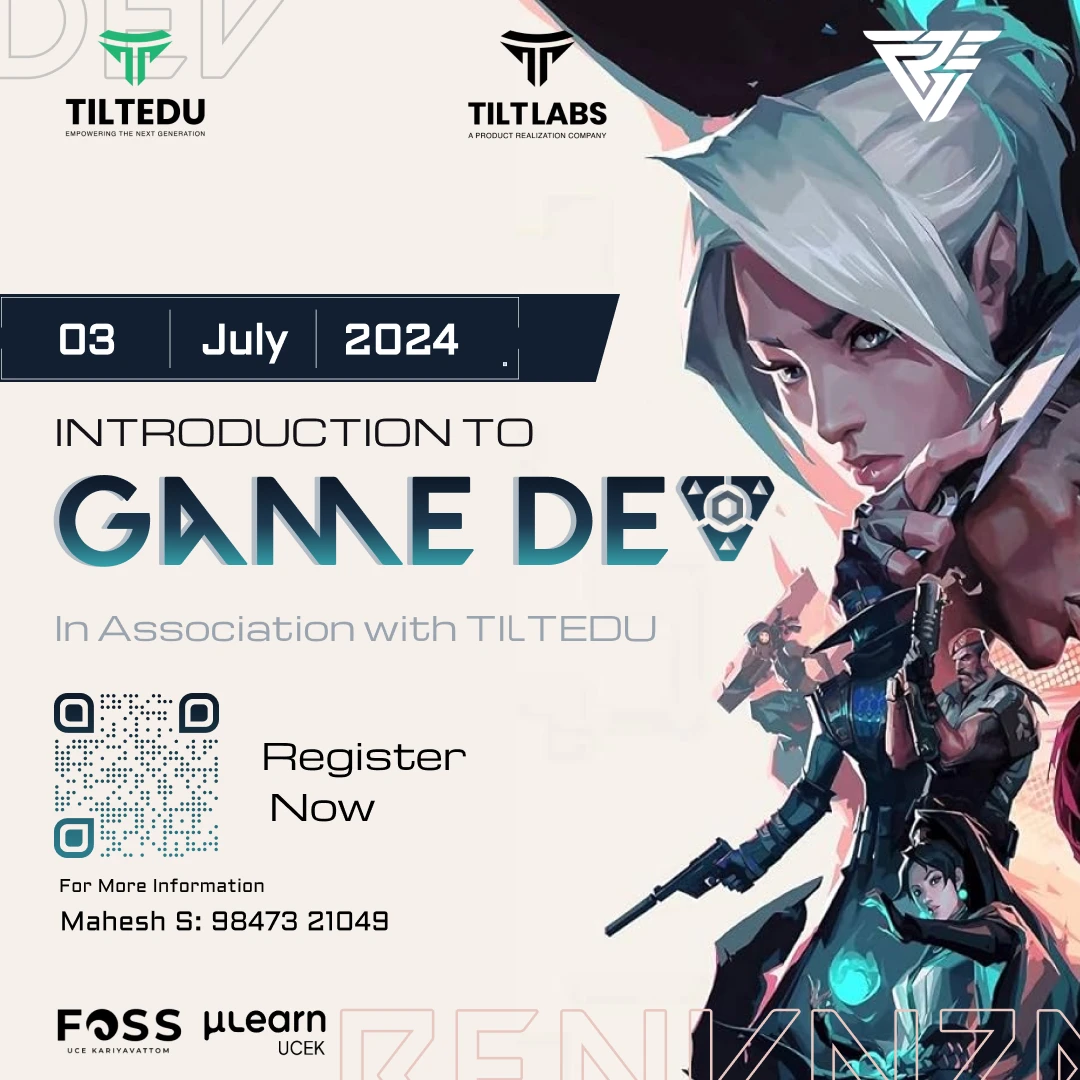 DEV
TILTEDU
EMPOWERING THE NEXT GENERATION
TILTLABS
A PRODUCT REALIZATION COMPANY
03 July 2024
INTRODUCTION TO
GAME DEV
In Association with TILTEDU
Register
Now
For More Information
Mahesh S: 98473 21049
FOSS
UCE KARIYAVATTOM
µLearn
UCEK